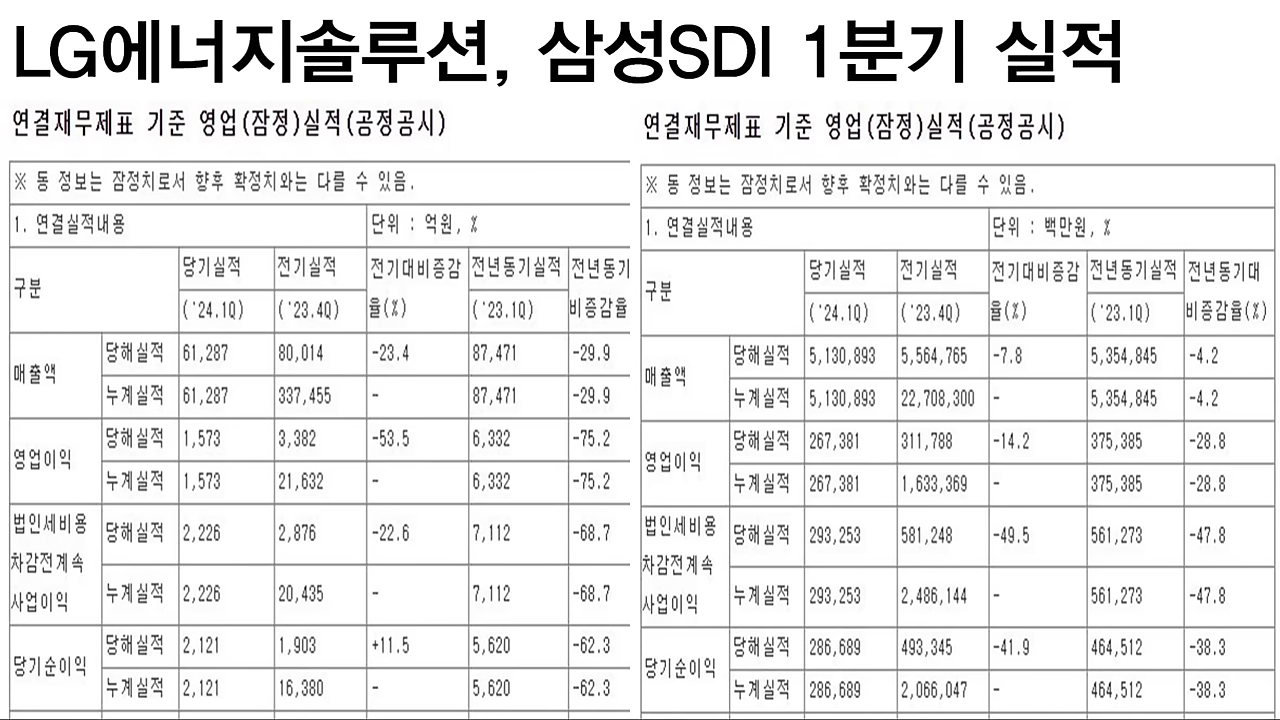 LG에너지솔루션, 삼성SDI 1분기 실적
연결재무제표 기준 영업(잠정)실적(공정공시)
※ 동 정보는 잠정치로서 향후 확정치와는 다를 수 있음.
1. 연결실적내용 단위 : 억원, %
구분 당기실적 전기실적 전기대비증감율(%) 전년동기실적 전년동기비증감율
('24.1Q) ('23.4Q) ('23.1Q)
매출액 당해실적 61,287 80,014 -23.4 87,471 -29.9
누계실적 61,287 337,455 - 87,471 -29.9
영업이익 당해실적 1,573 3,382 -53.5 6,332 -75.2
누계실적 1,573 21,632 - 6,332 -75.2
법인세비용차감전계속사업이익 당해실적 2,226 2,876 -22.6 7,112 -68.7
누계실적 2,226 20,435 - 7,112 -68.7
당기순이익 당해실적 2,121 1,903 +11.5 5,620 -62.3
누계실적 2,121 16,380 - 5,620 -62.3
연결재무제표 기준 영업(잠정)실적(공정공시)
※ 동 정보는 잠정치로서 향후 확정치와는 다를 수 있음.
1. 연결실적내용 단위 : 백만원, %
구분 당기실적 전기실적 전기대비증감율(%) 전년동기실적 전년동기대비증감율(%)
('24.1Q) ('23.4Q) ('23.1Q)
매출액 당해실적 5,130,893 5,564,765 -7.8 5,354,845 -4.2
누계실적 5,130,893 22,708,300 - 5,354,845 -4.2
영업이익 당해실적 267,381 311,788 -14.2 375,385 -28.8
누계실적 267,381 1,633,369 - 375,385 -28.8
법인세비용차감전계속사업이익 당해실적 293,253 581,248 -49.5 561,273 -47.8
누계실적 293,253 2,486,144 - 561,273 -47.8
당기순이익 당해실적 286,689 493,345 -41.9 464,512 -38.3
누계실적 286,689 2,066,047 - 464,512 -38.3